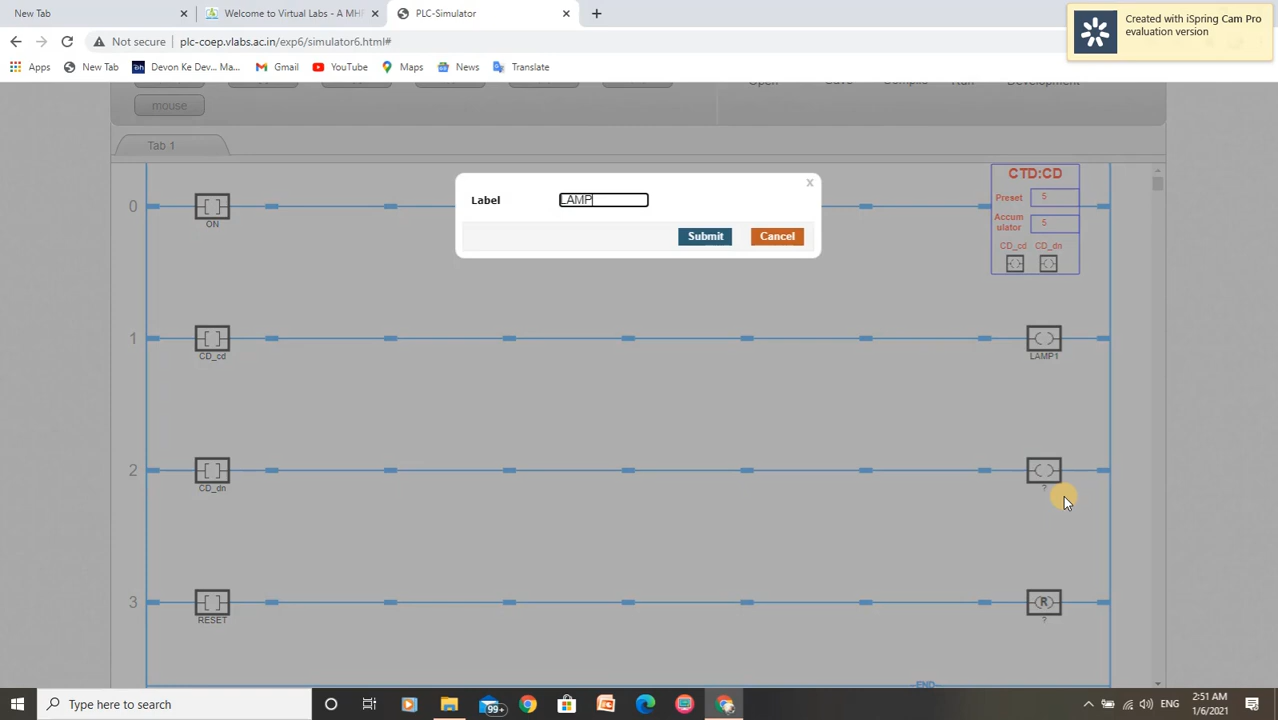 New Tab
Welcome to Virtual Labs - A MHR
PLC-Simulator
Created with iSpring Cam Pro
evaluation version
Not secure
plc-coep.vlabs.ac.in/exp6/simulator6.html#
Apps
New Tab
Devon Ke Dev... Ma...
Gmail
YouTube
Maps
News
Translate
mouse
Tab 1
Label
LAMP
Submit
Cancel
x
CTD:CD
Preset
5
Accum
ulator
5
CD_cd
CD_dn
0
ON
1
CD_cd
LAMP1
2
CD_dn
?
3
RESET
R
?
END
Type here to search
99+
ENG
2:51 AM
1/6/2021